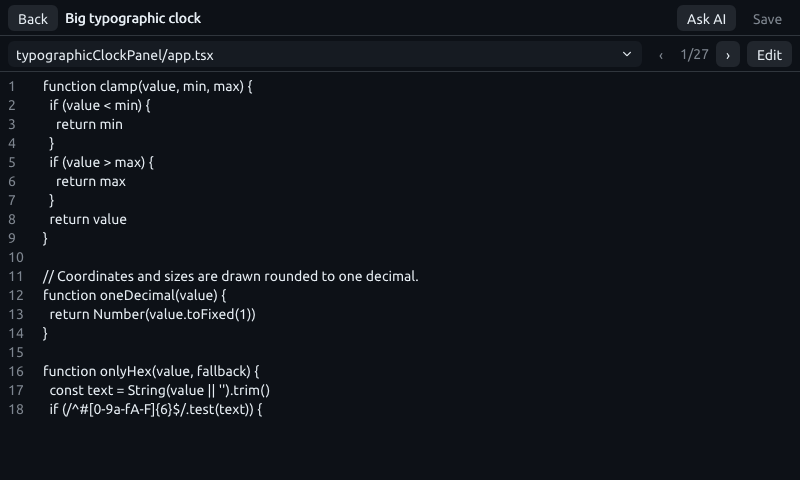 Back Big typographic clock Ask AI Save
typographicClockPanel/app.tsx ‹ 1/27 › Edit
1 function clamp(value, min, max) {
2 if (value < min) {
3 return min
4 }
5 if (value > max) {
6 return max
7 }
8 return value
9 }
10
11 // Coordinates and sizes are drawn rounded to one decimal.
12 function oneDecimal(value) {
13 return Number(value.toFixed(1))
14 }
15
16 function onlyHex(value, fallback) {
17 const text = String(value || '').trim()
18 if (/^#[0-9a-fA-F]{6}$/.test(text)) {